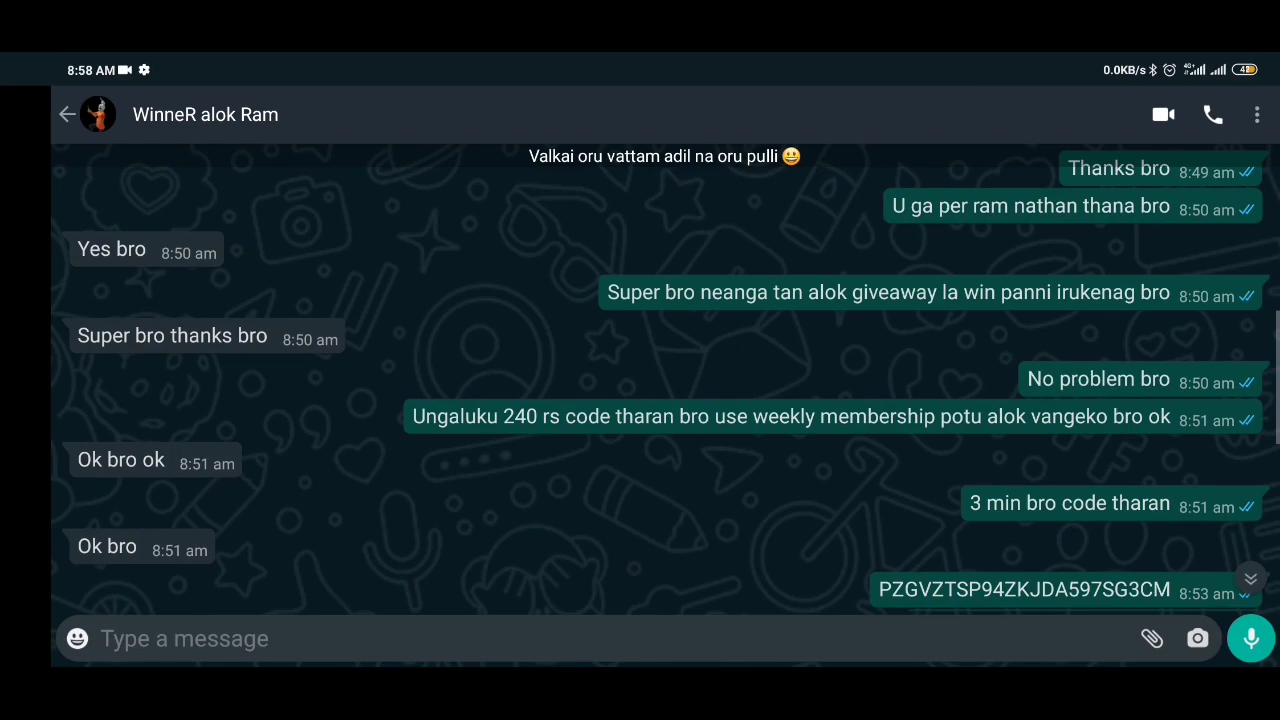 8:58 AM
0.0KB/s 4G+ 42
WinneR alok Ram
Valkai oru vattam adil na oru pulli 😀
Thanks bro 8:49 am
U ga per ram nathan thana bro 8:50 am
Yes bro 8:50 am
Super bro neanga tan alok giveaway la win panni irukenag bro 8:50 am
Super bro thanks bro 8:50 am
No problem bro 8:50 am
Ungaluku 240 rs code tharan bro use weekly membership potu alok vangeko bro ok 8:51 am
Ok bro ok 8:51 am
3 min bro code tharan 8:51 am
Ok bro 8:51 am
PZGVZTSP94ZKJDA597SG3CM 8:53 am
Type a message